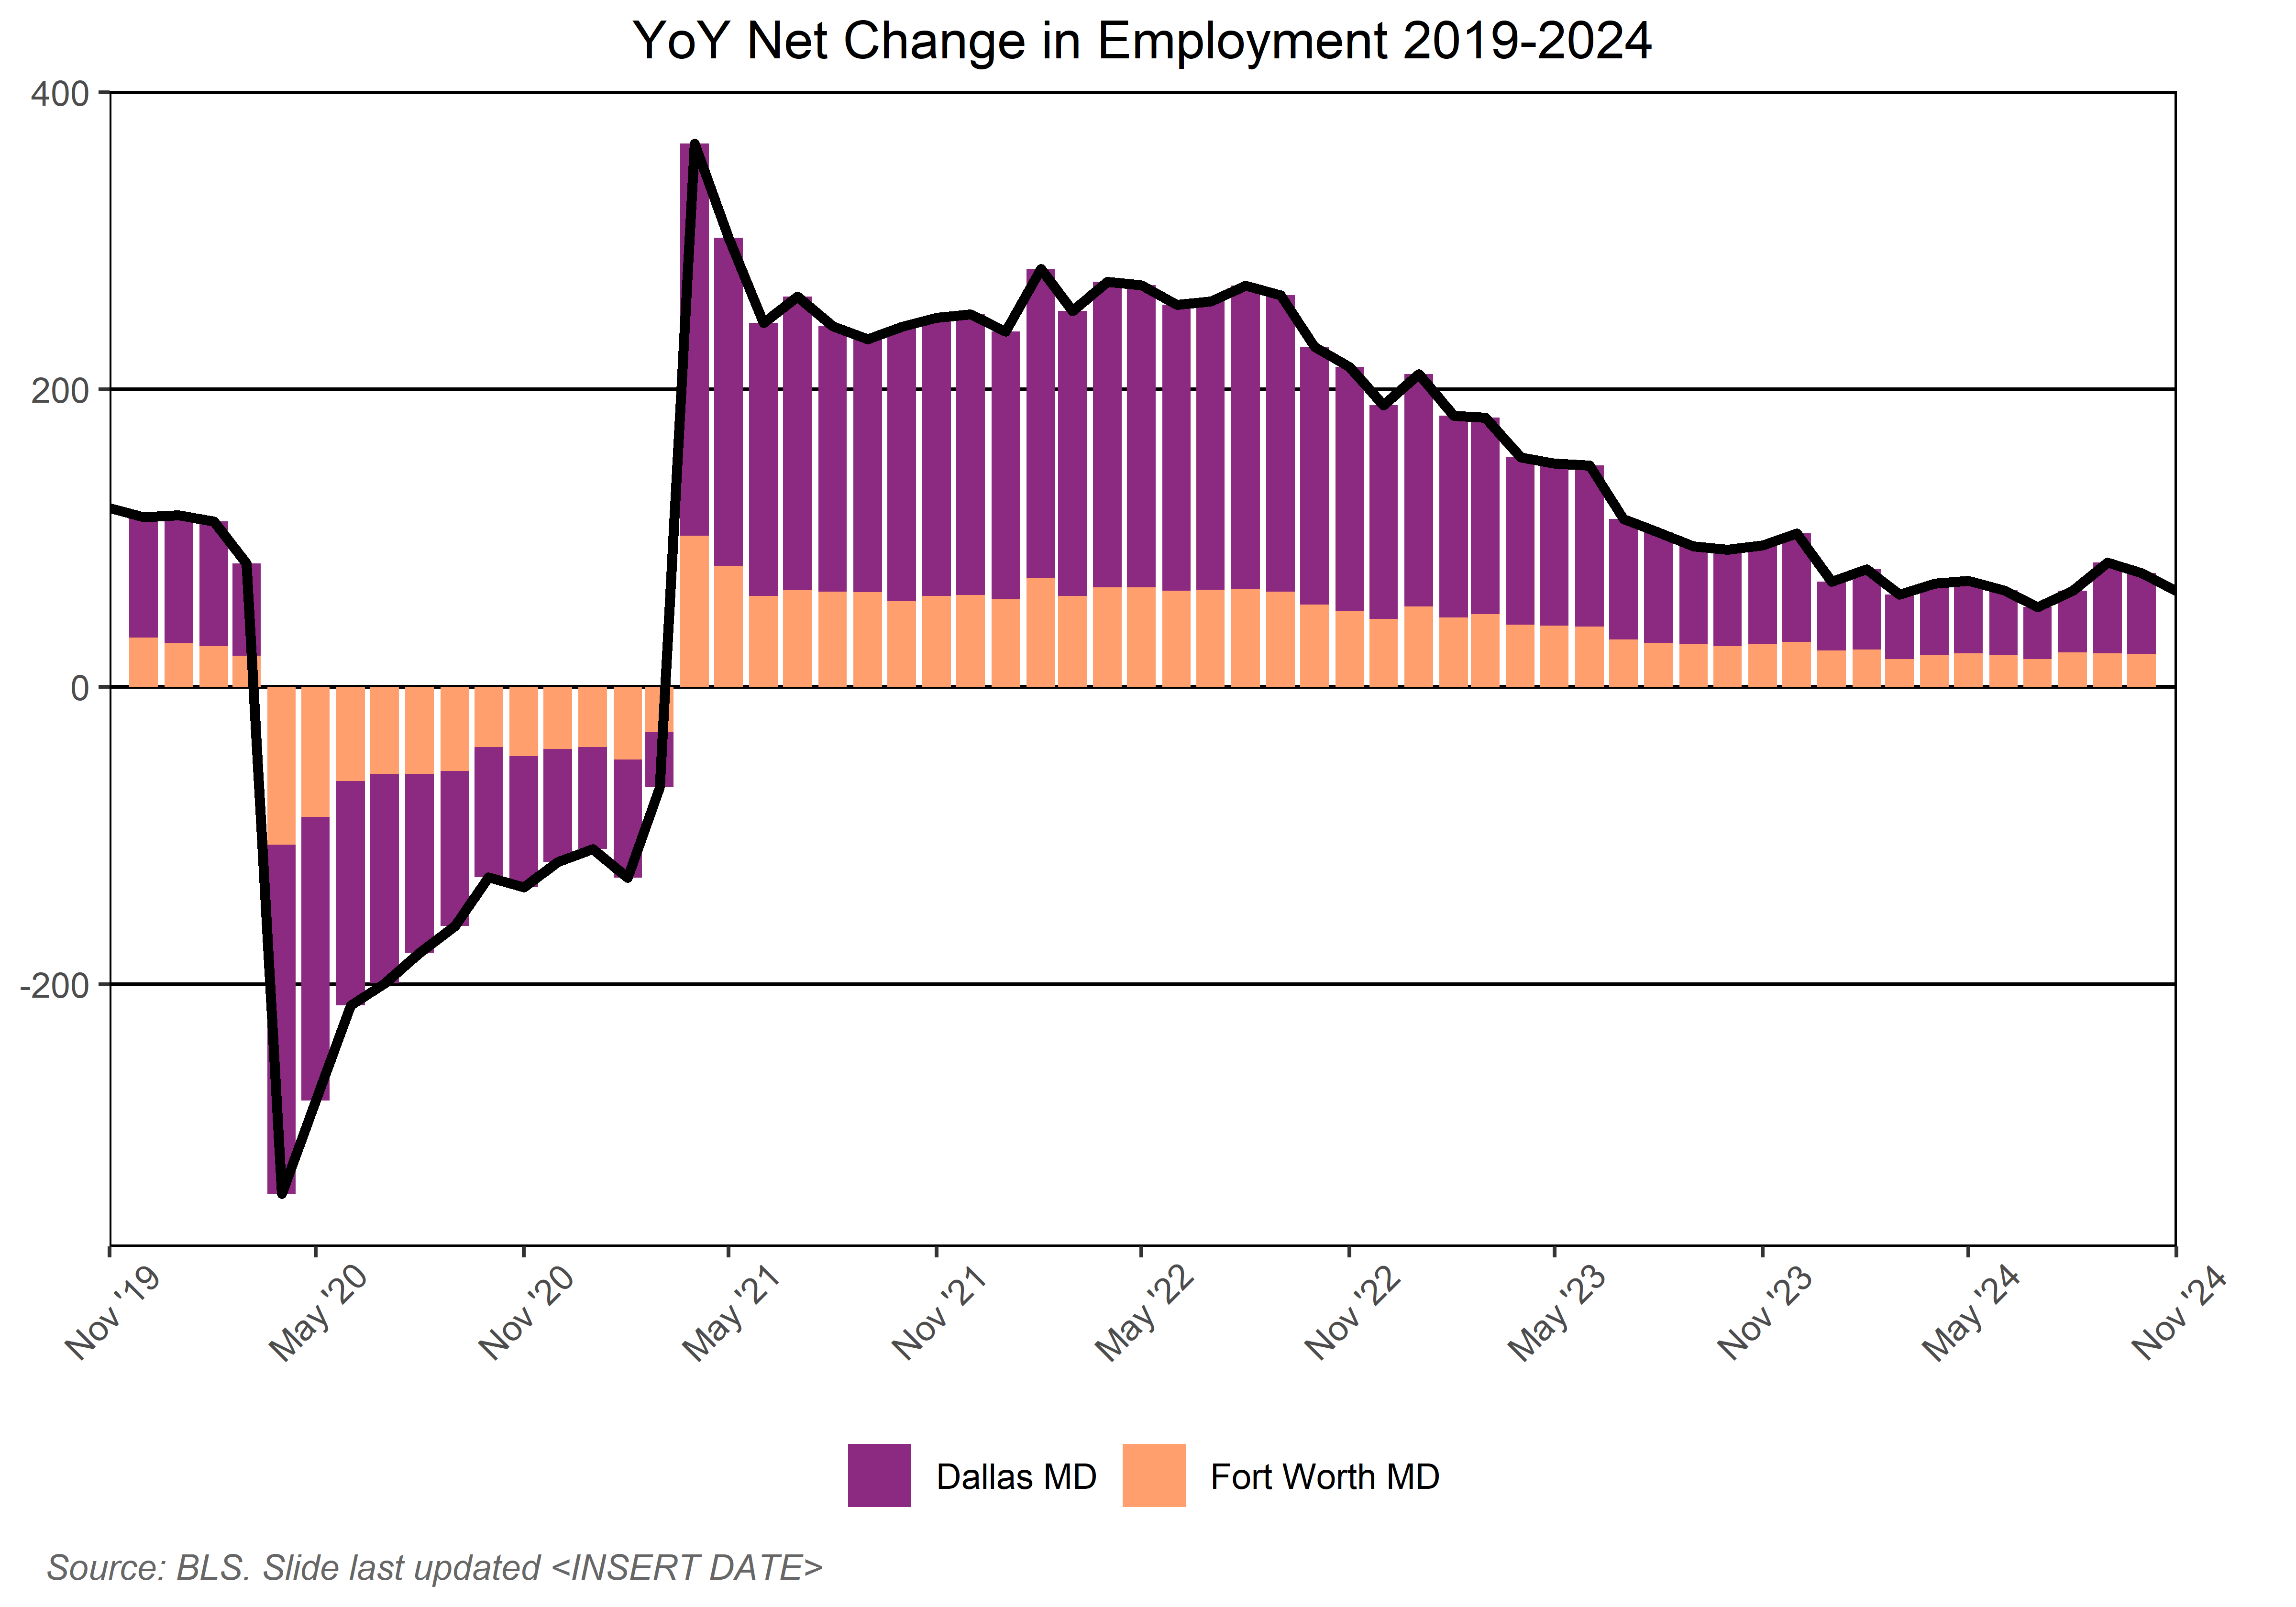 YoY Net Change in Employment 2019-2024
400
200
0
-200
Nov '19
May '20
Nov '20
May '21
Nov '21
May '22
Nov '22
May '23
Nov '23
May '24
Nov '24
Dallas MD
Fort Worth MD
Source: BLS. Slide last updated <INSERT DATE>